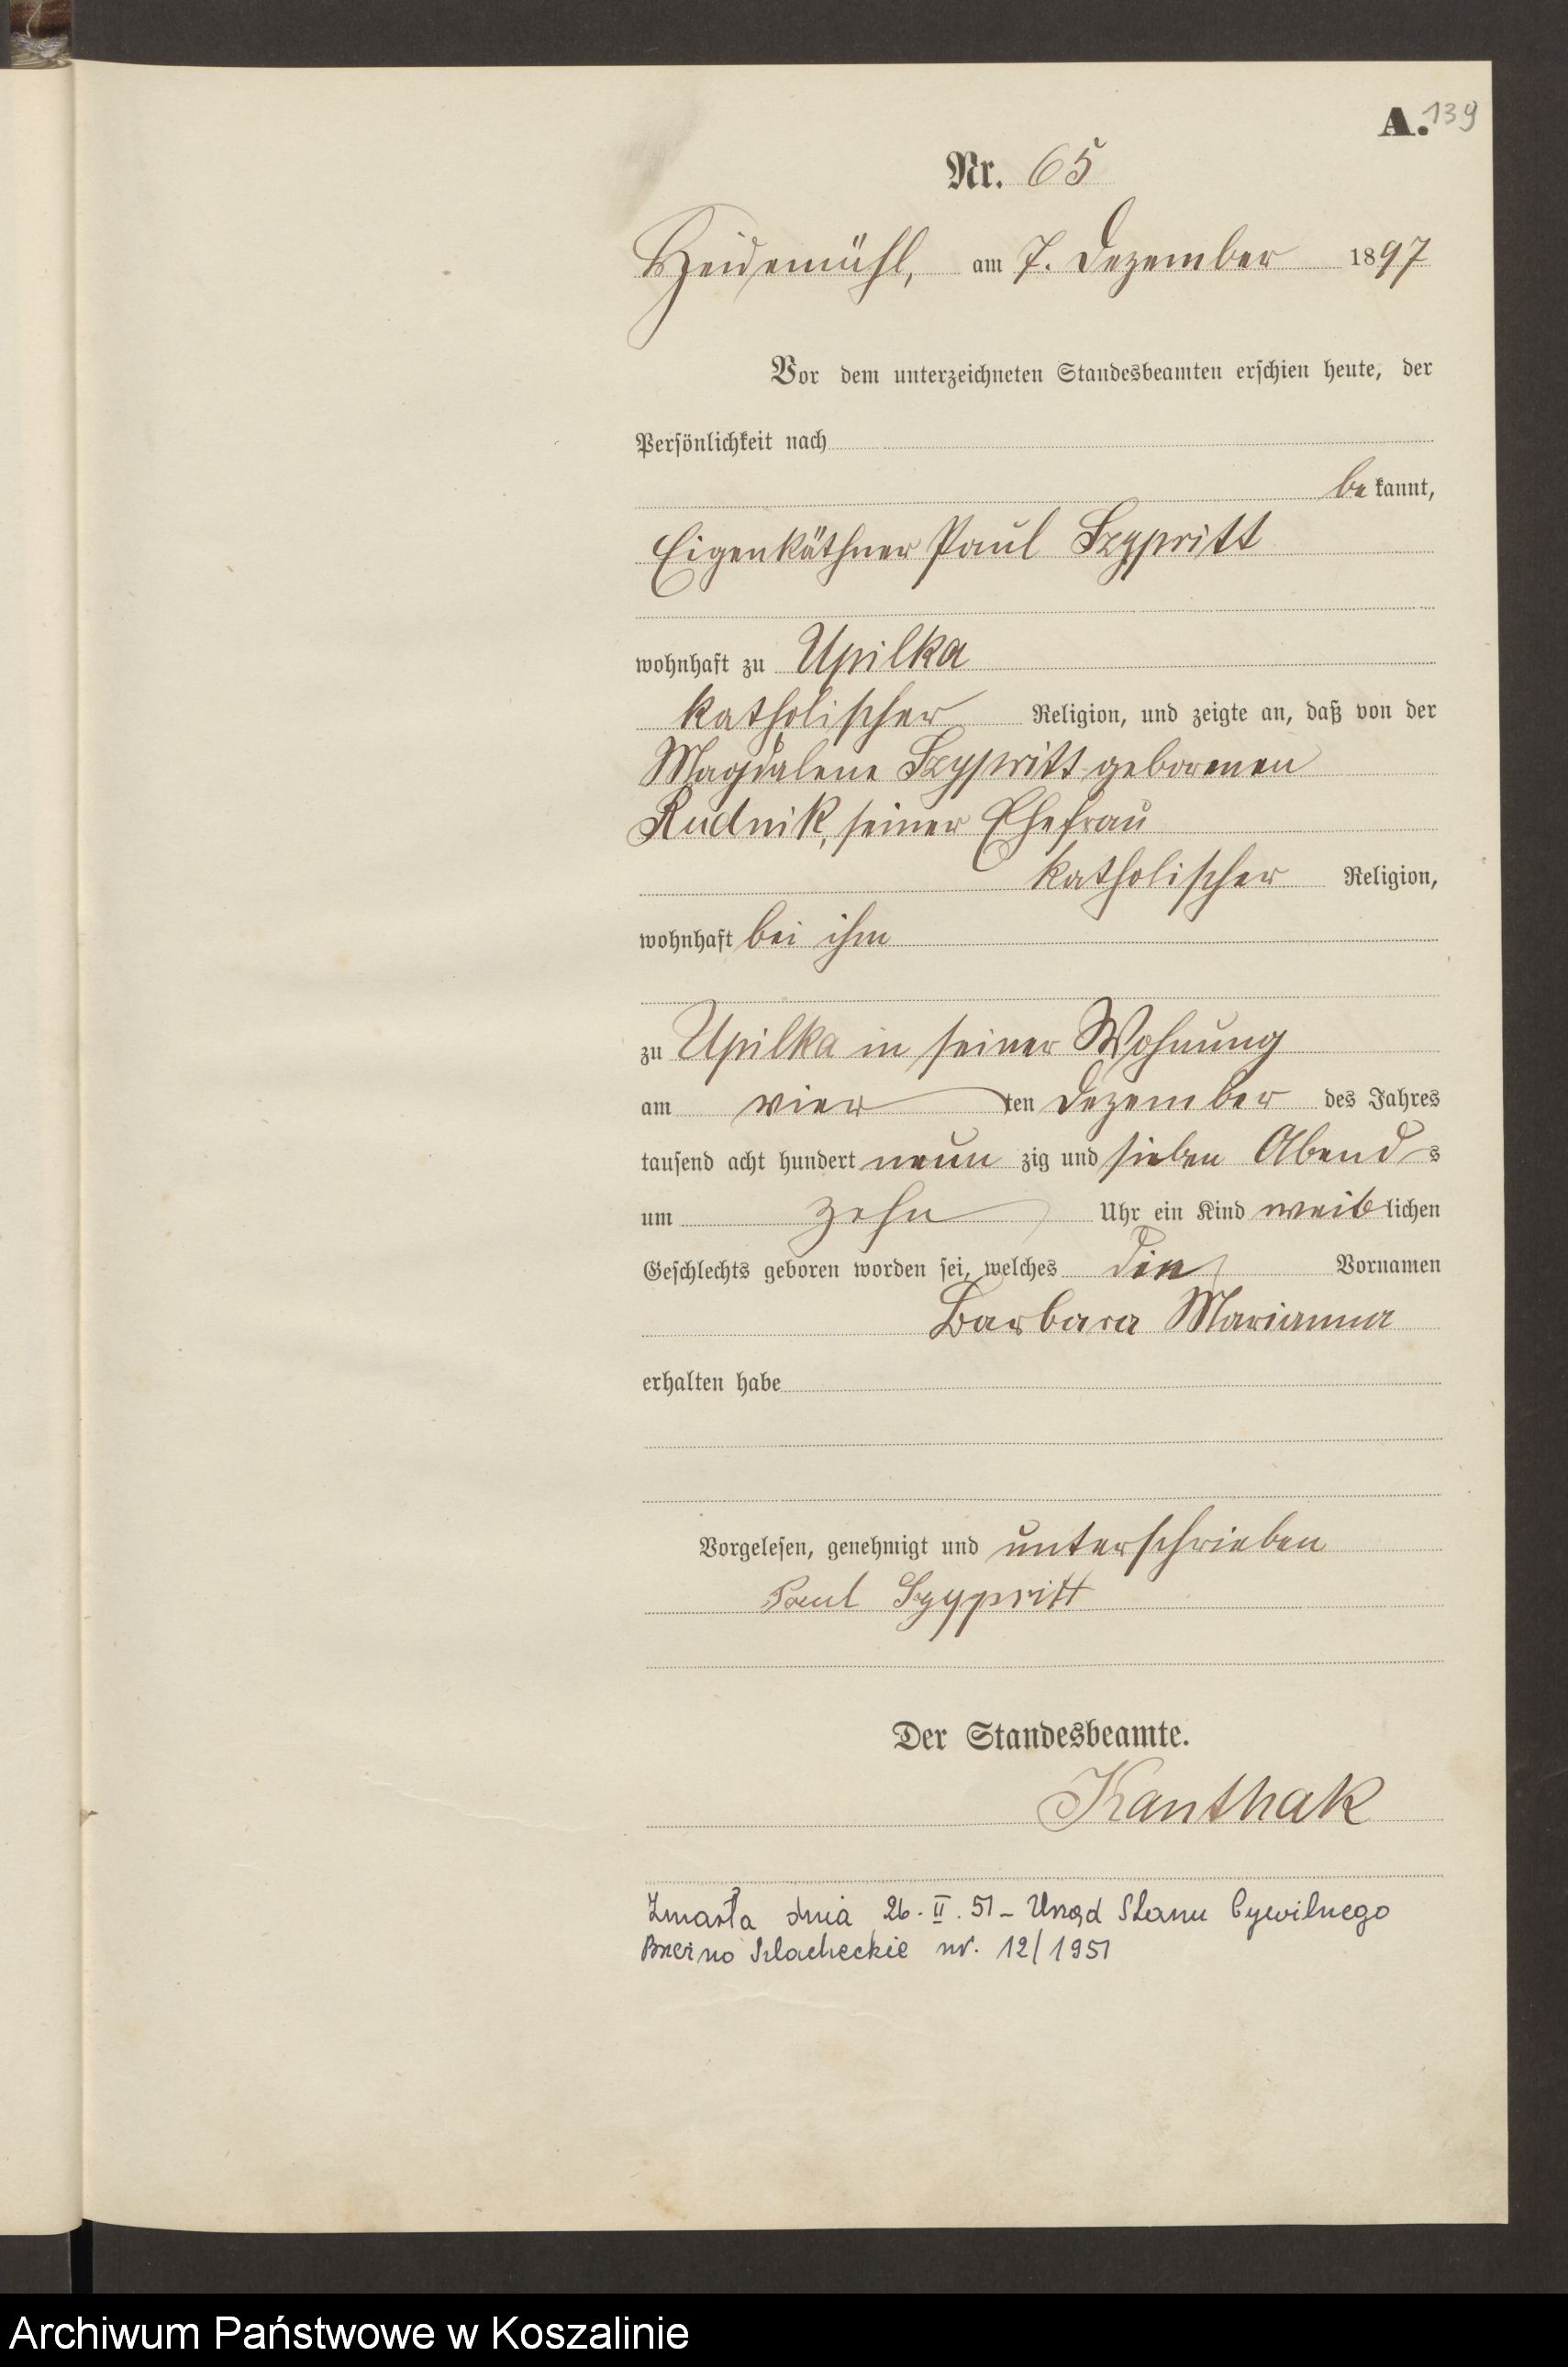 A. 139
Nr. 65
Heidemühl, am 7. Dezember 1897
Vor dem unterzeichneten Standesbeamten erschien heute, der
Persönlichkeit nach
bekannt,
Eigenkäthner Paul Szypritt
wohnhaft zu Upilka
katholischer Religion, und zeigte an, daß von der
Magdalene Szypritt geborenen
Rudnik, seiner Ehefrau
katholischer Religion,
wohnhaft bei ihm
zu Upilka in seiner Wohnung
am vier ten Dezember des Jahres
tausend acht hundert neun zig und sieben Abends
um zehn Uhr ein Kind weiblichen
Geschlechts geboren worden sei, welches die Vornamen
Barbara Marianna
erhalten habe
Vorgelesen, genehmigt und unterschrieben
Paul Szypritt
Der Standesbeamte.
Kanthak
Zmarła dnia 26.II.51 – Urząd Stanu Cywilnego
Brzeźno Szlacheckie nr. 12/1951
Archiwum Państwowe w Koszalinie